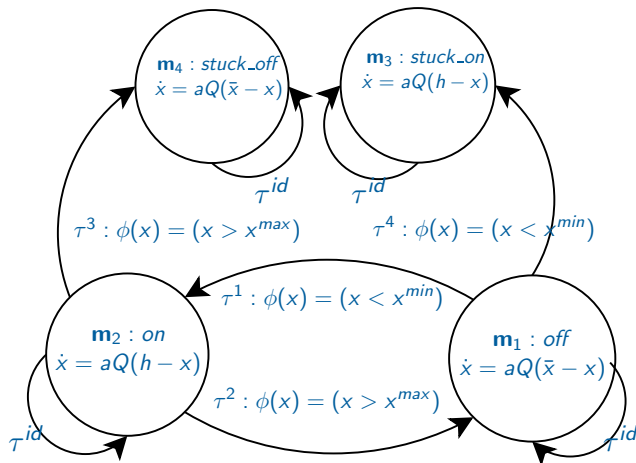 m₄ : stuck_off
ẋ = aQ(x̄ − x)
m₃ : stuck_on
ẋ = aQ(h − x)
τ^{id}
τ^{id}
τ³ : ϕ(x) = (x > x^{max})
τ⁴ : ϕ(x) = (x < x^{min})
τ¹ : ϕ(x) = (x < x^{min})
m₂ : on
ẋ = aQ(h − x)
m₁ : off
ẋ = aQ(x̄ − x)
τ² : ϕ(x) = (x > x^{max})
τ^{id}
τ^{id}